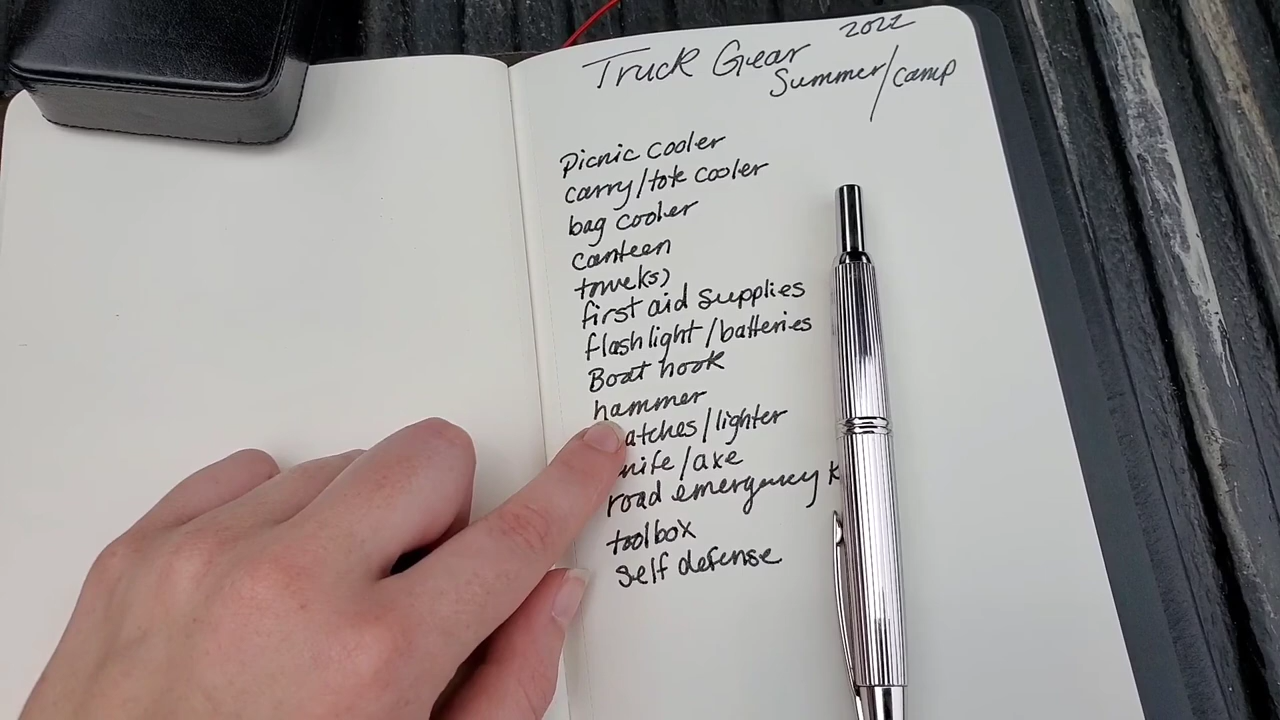 Truck Gear 2022
Summer/camp
Picnic cooler
carry/tote cooler
bag cooler
canteen
first aid supplies
flashlight/batteries
Boat hook
hammer
atches/lighter
nife/axe
road emergency k
toolbox
self defense